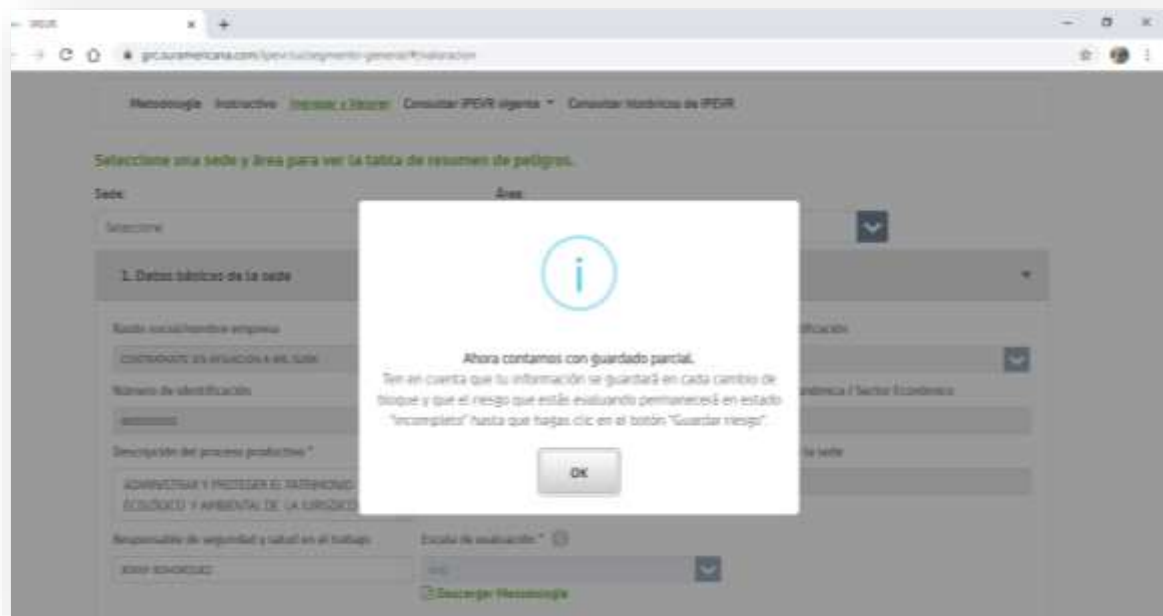 Metodología Instructivo Ingresar y Valorar Consultar IPEVR vigente Consultar históricos de IPEVR
Seleccione una sede y área para ver la tabla de resumen de peligros.
Sede: Área:
Seleccione
1. Datos básicos de la sede
Razón social/nombre empresa
Ahora contamos con guardado parcial.
Ten en cuenta que tu información se guardará en cada cambio de
bloque y que el riesgo que estás evaluando permanecerá en estado
"incompleto" hasta que hagas clic en el botón "Guardar riesgo".
OK
Número de identificación
Económica / Sector Económico
Descripción del proceso productivo * la sede
ADMINISTRAR Y PROTEGER EL PATRIMONIO
ECOLÓGICO Y AMBIENTAL DE LA
Responsable de seguridad y salud en el trabajo Escala de evaluación *
Descargar Metodología